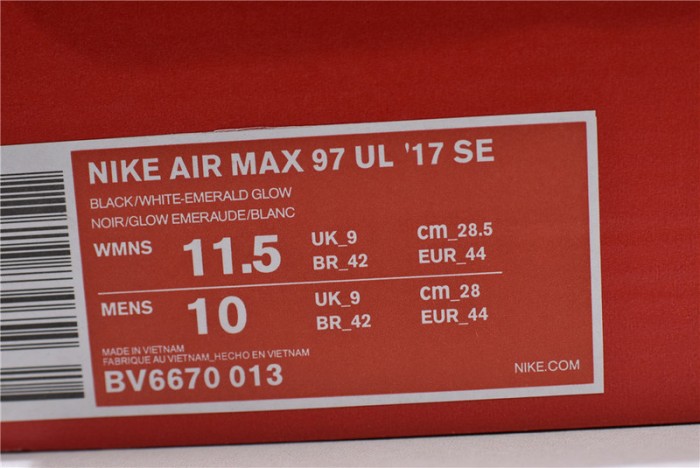 NIKE AIR MAX 97 UL '17 SE
BLACK/WHITE-EMERALD GLOW
NOIR/GLOW EMERAUDE/BLANC
WMNS 11.5 UK_9 cm_28.5
BR_42 EUR_44
MENS 10 UK_9 cm_28
BR_42 EUR_44
MADE IN VIETNAM
FABRIQUE AU VIETNAM_HECHO EN VIETNAM
BV6670 013
NIKE.COM